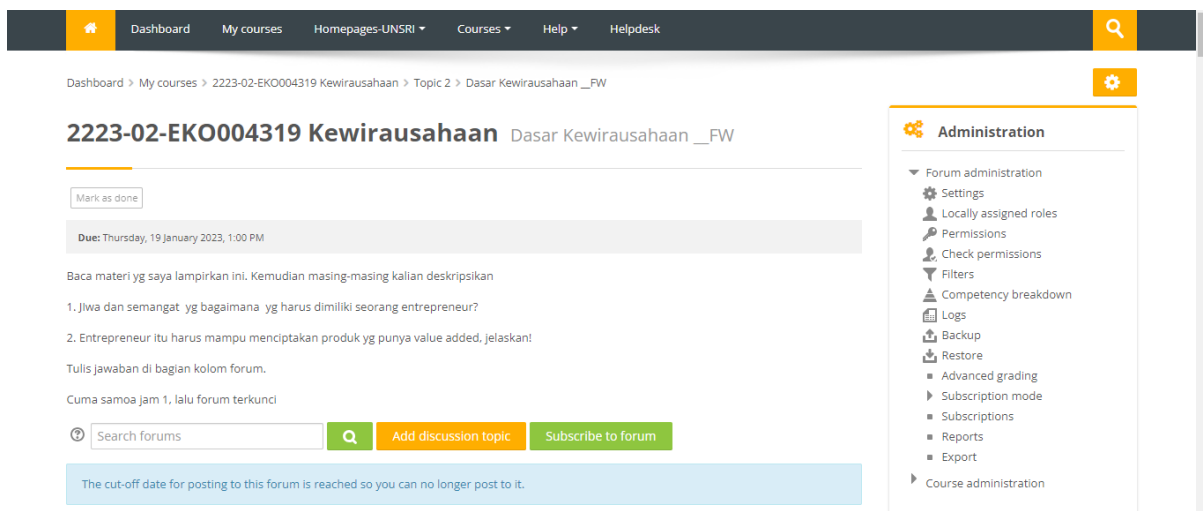 Dashboard My courses Homepages-UNSRI Courses Help Helpdesk
Dashboard > My courses > 2223-02-EKO004319 Kewirausahaan > Topic 2 > Dasar Kewirausahaan __FW
2223-02-EKO004319 Kewirausahaan Dasar Kewirausahaan __FW
Mark as done
Due: Thursday, 19 January 2023, 1:00 PM
Baca materi yg saya lampirkan ini. Kemudian masing-masing kalian deskripsikan
1. JIwa dan semangat yg bagaimana yg harus dimiliki seorang entrepreneur?
2. Entrepreneur itu harus mampu menciptakan produk yg punya value added, jelaskan!
Tulis jawaban di bagian kolom forum.
Cuma samoa jam 1, lalu forum terkunci
Search forums Add discussion topic Subscribe to forum
The cut-off date for posting to this forum is reached so you can no longer post to it.
Administration
Forum administration
Settings
Locally assigned roles
Permissions
Check permissions
Filters
Competency breakdown
Logs
Backup
Restore
Advanced grading
Subscription mode
Subscriptions
Reports
Export
Course administration